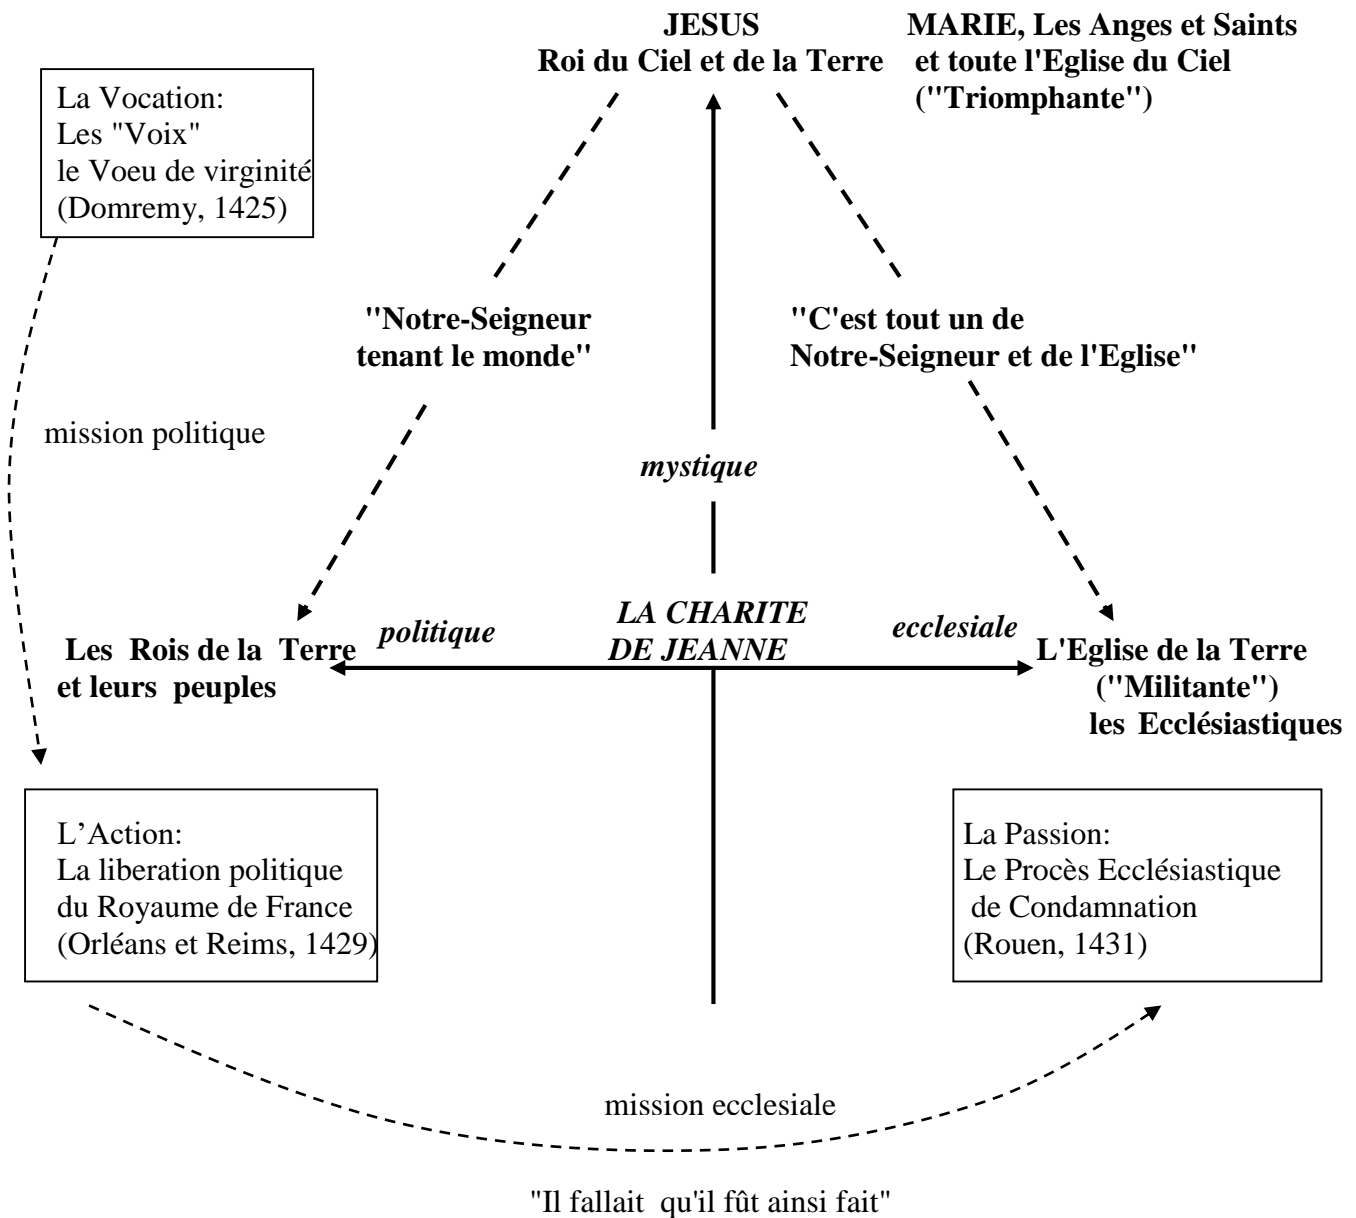 JESUS
Roi du Ciel et de la Terre
MARIE, Les Anges et Saints
et toute l'Eglise du Ciel
("Triomphante")
La Vocation:
Les "Voix"
le Voeu de virginité
(Domremy, 1425)
"Notre-Seigneur
tenant le monde"
"C'est tout un de
Notre-Seigneur et de l'Eglise"
mission politique
mystique
LA CHARITE
DE JEANNE
politique
ecclesiale
Les Rois de la Terre
et leurs peuples
L'Eglise de la Terre
("Militante")
les Ecclésiastiques
L’Action:
La liberation politique
du Royaume de France
(Orléans et Reims, 1429)
La Passion:
Le Procès Ecclésiastique
de Condamnation
(Rouen, 1431)
mission ecclesiale
"Il fallait qu'il fût ainsi fait"